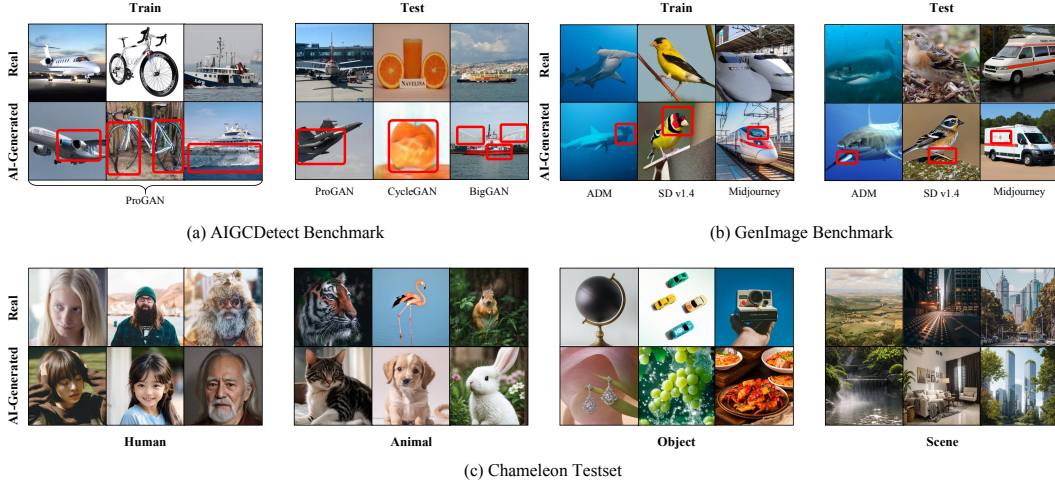 Train
Test
Train
Test
Real
AI-Generated
NAVELINA
Real
AI-Generated
ProGAN
ProGAN
CycleGAN
BigGAN
ADM
SD v1.4
Midjourney
ADM
SD v1.4
Midjourney
(a) AIGCDetect Benchmark
(b) GenImage Benchmark
Real
AI-Generated
Human
Animal
Object
Scene
(c) Chameleon Testset